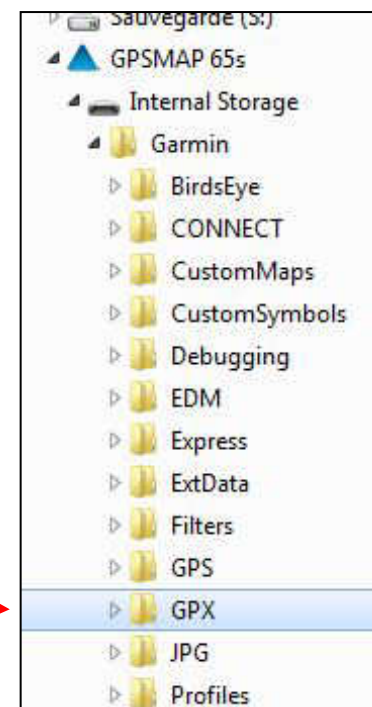 Sauvegarde (S:)
GPSMAP 65s
Internal Storage
Garmin
BirdsEye
CONNECT
CustomMaps
CustomSymbols
Debugging
EDM
Express
ExtData
Filters
GPS
GPX
JPG
Profiles